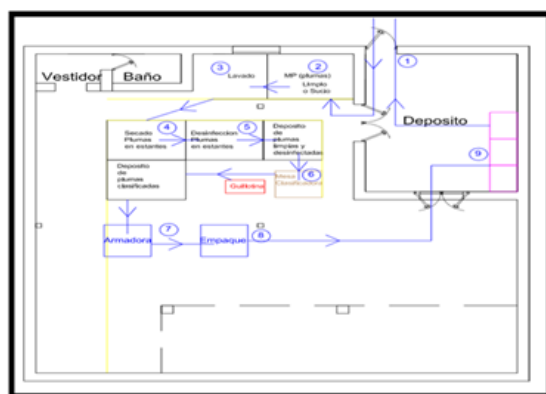 1
3
2
Lavado
MP (plumas)
Limpio
o Sucio
Vestidor
Baño
Deposito
4
5
Secado
Plumas
en estantes
Desinfeccion
Plumas
en estantes
Deposito
de
plumas
limpias y
desinfectadas
9
Deposito
de
plumas
clasificadas
6
Mesa
Clasificadora
Guillotina
7
8
Armadora
Empaque